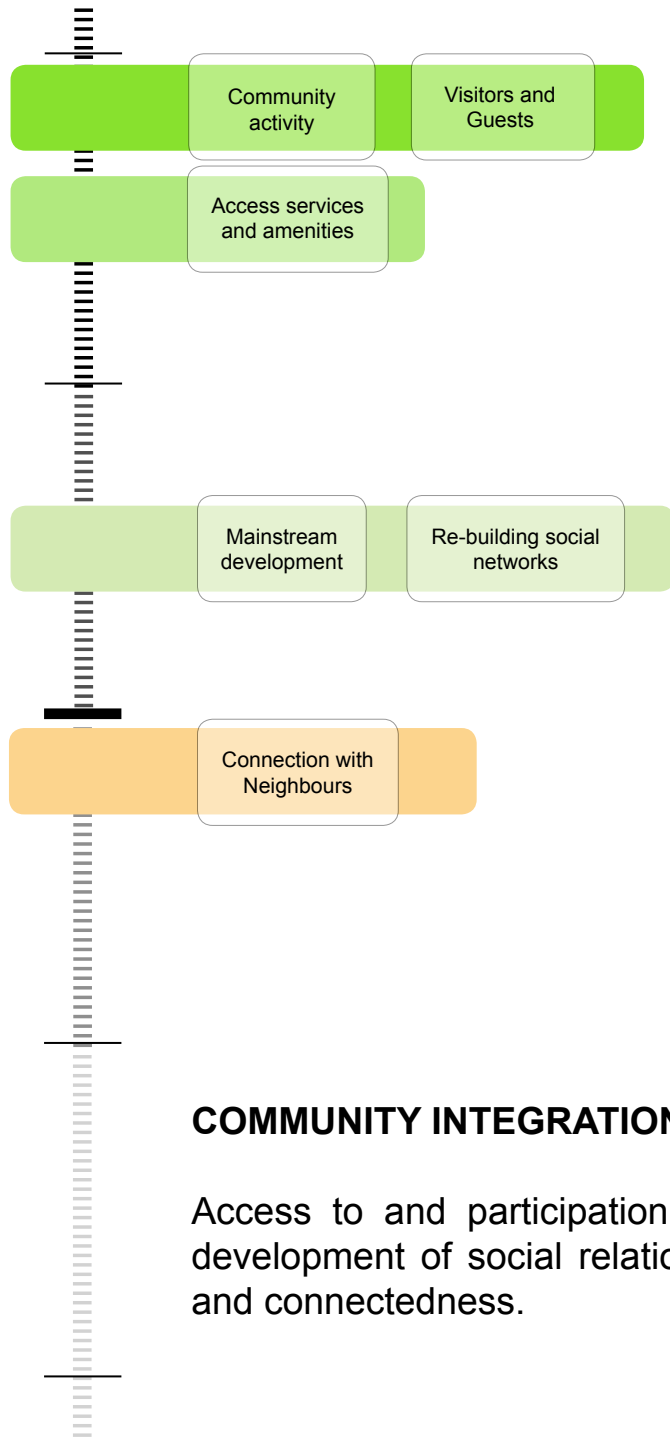 Community
activity
Visitors and
Guests
Access services
and amenities
Mainstream
development
Re-building social
networks
Connection with
Neighbours
COMMUNITY INTEGRATION
Access to and participation
development of social
and connectedness.